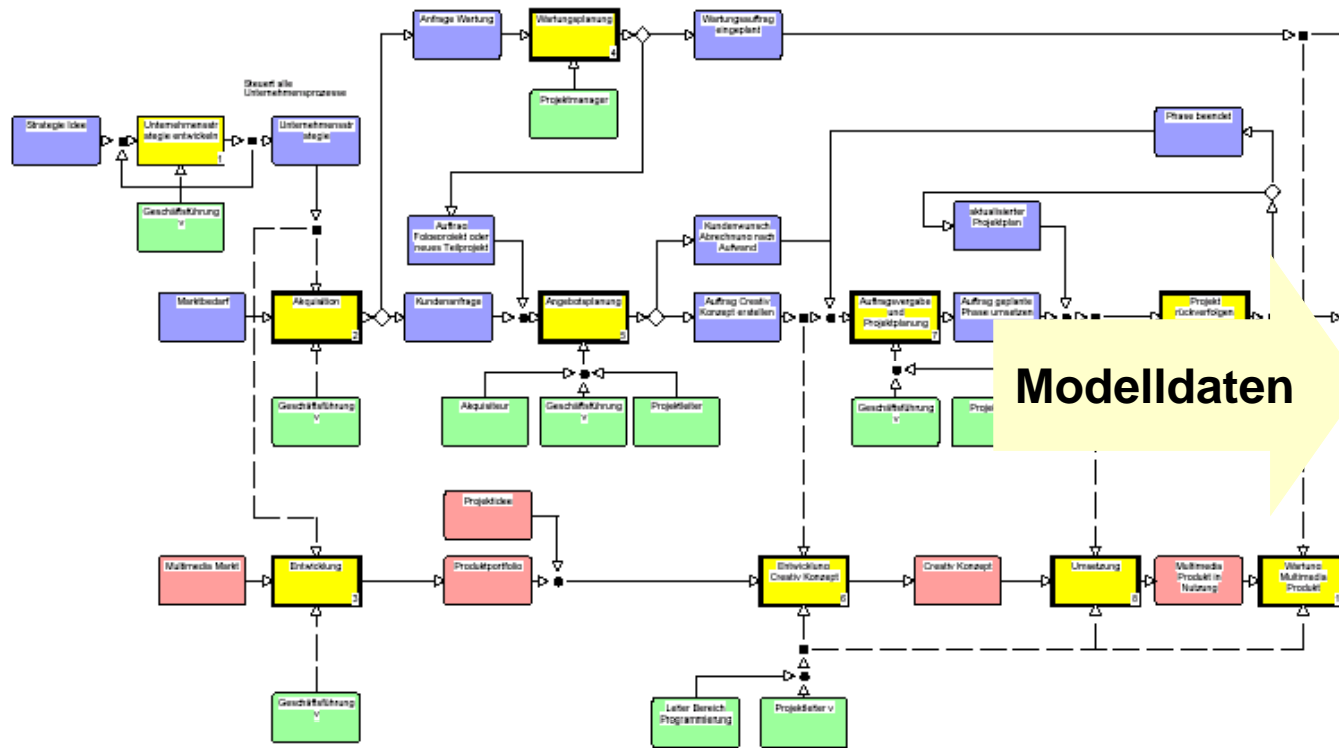 Anfrage Wartung
Wartungsplanung
4
Wartungsauftrag
eingeplant
Projektmanager
Steuert alle
Unternehmensprozesse
Strategie Idee
Unternehmensstr
ategie entwickeln
1
Unternehmensstr
ategie
Geschäftsführung
v
Phase beendet
Auftrag
Folgeprojekt oder
neues Teilprojekt
Kundenwunsch
Abrechnung nach
Aufwand
aktualisierter
Projektplan
Marktbedarf
Akquisition
2
Kundenanfrage
Angebotsplanung
5
Auftrag Creativ
Konzept erstellen
Auftragsvergabe
und
Projektplanung
7
Auftrag geplante
Phase umsetzen
Projekt
rückverfolgen
Modelldaten
Geschäftsführung
v
Akquisiteur
Geschäftsführung
v
Projektleiter
Geschäftsführung
v
Projektidee
Multimedia Markt
Entwicklung
3
Produktportfolio
Entwicklung
Creativ Konzept
6
Creativ Konzept
Umsetzung
8
Multimedia
Produkt in
Nutzung
Wartung
Multimedia
Produkt
Geschäftsführung
v
Leiter Bereich
Programmierung
Projektleiter v